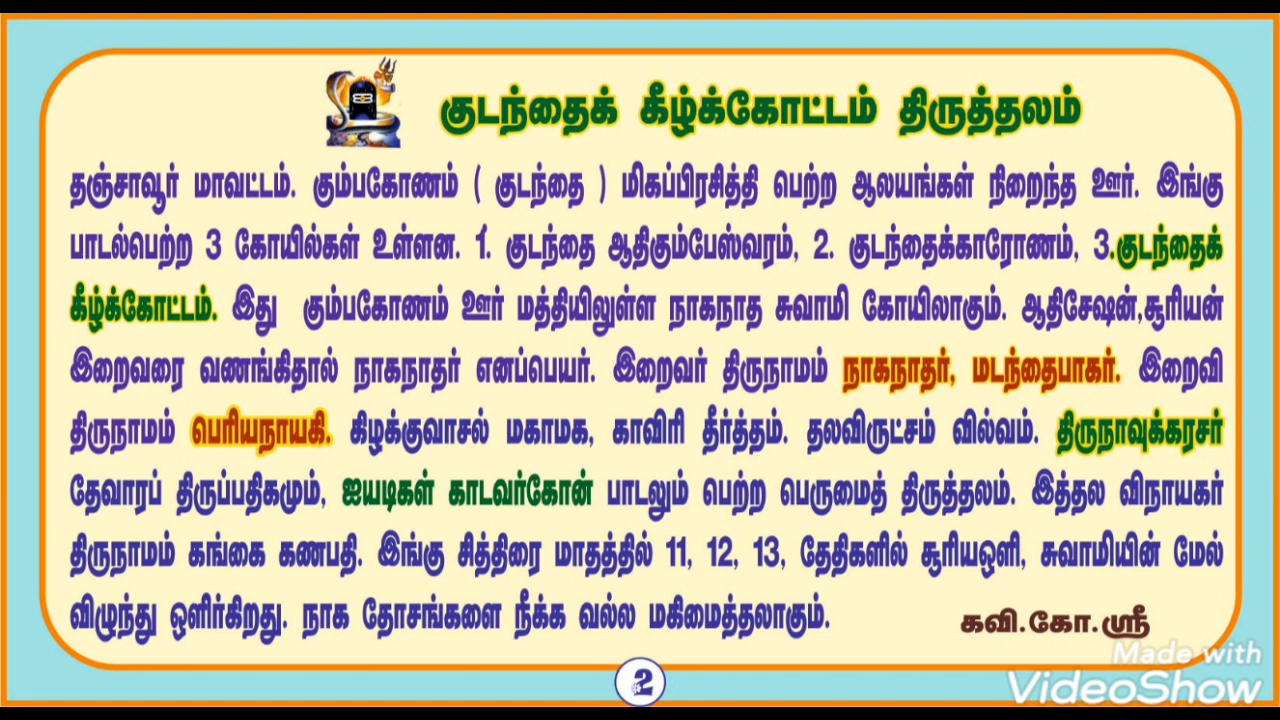 குடந்தைக் கீழ்க்கோட்டம் திருத்தலம்
தஞ்சாவூர் மாவட்டம். கும்பகோணம் ( குடந்தை ) மிகப்பிரசித்தி பெற்ற ஆலயங்கள் நிறைந்த ஊர். இங்கு
பாடல்பெற்ற 3 கோயில்கள் உள்ளன. 1. குடந்தை ஆதிகும்பேஸ்வரம், 2. குடந்தைக்காரோணம், 3.குடந்தைக்
கீழ்க்கோட்டம். இது கும்பகோணம் ஊர் மத்தியிலுள்ள நாகநாத சுவாமி கோயிலாகும். ஆதிசேஷன்,சூரியன்
இறைவரை வணங்கிதால் நாகநாதர் எனப்பெயர். இறைவர் திருநாமம் நாகநாதர், மடந்தைபாகர். இறைவி
திருநாமம் பெரியநாயகி. கிழக்குவாசல் மகாமக, காவிரி தீர்த்தம். தலவிருட்சம் வில்வம். திருநாவுக்கரசர்
தேவாரப் திருப்பதிகமும், ஐயடிகள் காடவர்கோன் பாடலும் பெற்ற பெருமைத் திருத்தலம். இத்தல விநாயகர்
திருநாமம் கங்கை கணபதி. இங்கு சித்திரை மாதத்தில் 11, 12, 13, தேதிகளில் சூரியஒளி, சுவாமியின் மேல்
விழுந்து ஒளிர்கிறது. நாக தோசங்களை நீக்க வல்ல மகிமைத்தலாகும்.
கவி.கோ.ஸ்ரீ
Made with
VideoShow
2